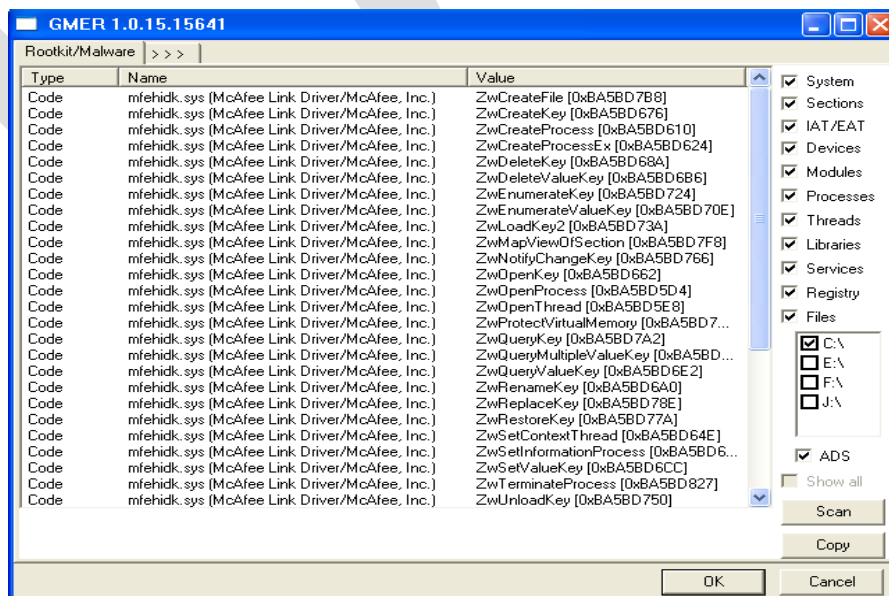 GMER 1.0.15.15641
Rootkit/Malware > > >
Type Name Value
Code mfehidk.sys (McAfee Link Driver/McAfee, Inc.) ZwCreateFile [0xBA5BD7B8]
Code mfehidk.sys (McAfee Link Driver/McAfee, Inc.) ZwCreateKey [0xBA5BD676]
Code mfehidk.sys (McAfee Link Driver/McAfee, Inc.) ZwCreateProcess [0xBA5BD610]
Code mfehidk.sys (McAfee Link Driver/McAfee, Inc.) ZwCreateProcessEx [0xBA5BD624]
Code mfehidk.sys (McAfee Link Driver/McAfee, Inc.) ZwDeleteKey [0xBA5BD68A]
Code mfehidk.sys (McAfee Link Driver/McAfee, Inc.) ZwDeleteValueKey [0xBA5BD6B6]
Code mfehidk.sys (McAfee Link Driver/McAfee, Inc.) ZwEnumerateKey [0xBA5BD724]
Code mfehidk.sys (McAfee Link Driver/McAfee, Inc.) ZwEnumerateValueKey [0xBA5BD70E]
Code mfehidk.sys (McAfee Link Driver/McAfee, Inc.) ZwLoadKey2 [0xBA5BD73A]
Code mfehidk.sys (McAfee Link Driver/McAfee, Inc.) ZwMapViewOfSection [0xBA5BD7F8]
Code mfehidk.sys (McAfee Link Driver/McAfee, Inc.) ZwNotifyChangeKey [0xBA5BD766]
Code mfehidk.sys (McAfee Link Driver/McAfee, Inc.) ZwOpenKey [0xBA5BD662]
Code mfehidk.sys (McAfee Link Driver/McAfee, Inc.) ZwOpenProcess [0xBA5BD5D4]
Code mfehidk.sys (McAfee Link Driver/McAfee, Inc.) ZwOpenThread [0xBA5BD5E8]
Code mfehidk.sys (McAfee Link Driver/McAfee, Inc.) ZwProtectVirtualMemory [0xBA5BD7...
Code mfehidk.sys (McAfee Link Driver/McAfee, Inc.) ZwQueryKey [0xBA5BD7A2]
Code mfehidk.sys (McAfee Link Driver/McAfee, Inc.) ZwQueryMultipleValueKey [0xBA5BD...
Code mfehidk.sys (McAfee Link Driver/McAfee, Inc.) ZwQueryValueKey [0xBA5BD6E2]
Code mfehidk.sys (McAfee Link Driver/McAfee, Inc.) ZwRenameKey [0xBA5BD6A0]
Code mfehidk.sys (McAfee Link Driver/McAfee, Inc.) ZwReplaceKey [0xBA5BD78E]
Code mfehidk.sys (McAfee Link Driver/McAfee, Inc.) ZwRestoreKey [0xBA5BD77A]
Code mfehidk.sys (McAfee Link Driver/McAfee, Inc.) ZwSetContextThread [0xBA5BD64E]
Code mfehidk.sys (McAfee Link Driver/McAfee, Inc.) ZwSetInformationProcess [0xBA5BD6...
Code mfehidk.sys (McAfee Link Driver/McAfee, Inc.) ZwSetValueKey [0xBA5BD6CC]
Code mfehidk.sys (McAfee Link Driver/McAfee, Inc.) ZwTerminateProcess [0xBA5BD827]
Code mfehidk.sys (McAfee Link Driver/McAfee, Inc.) ZwUnloadKey [0xBA5BD750]
System
Sections
IAT/EAT
Devices
Modules
Processes
Threads
Libraries
Services
Registry
Files
C:\
E:\
F:\
J:\
ADS
Show all
Scan
Copy
OK Cancel